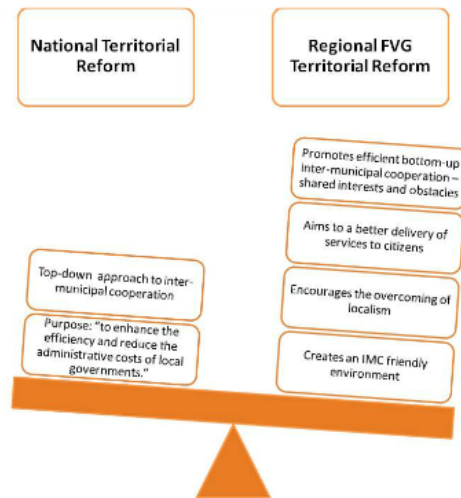 National Territorial
Reform
Regional FVG
Territorial Reform
Promotes efficient bottom-up
inter-municipal cooperation –
shared interests and obstacles
Aims to a better delivery of
services to citizens
Encourages the overcoming of
localism
Creates an IMC friendly
environment
Top-down approach to inter-
municipal cooperation
Purpose: "to enhance the
efficiency and reduce the
administrative costs of local
governments."